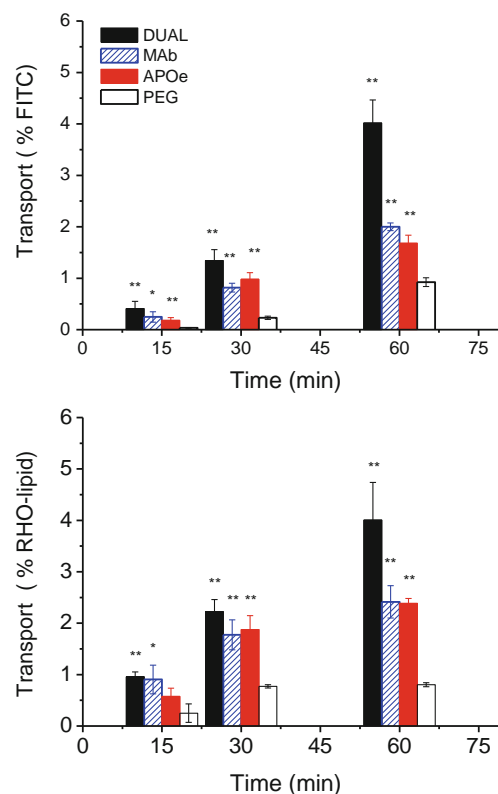 6
5
4
3
2
1
0
Transport ( % FITC)
DUAL
MAb
APOe
PEG
** * **
** ** **
** ** **
0 15 30 45 60 75
Time (min)
6
5
4
3
2
1
0
Transport ( % RHO-lipid)
** *
** ** **
** ** **
0 15 30 45 60 75
Time (min)